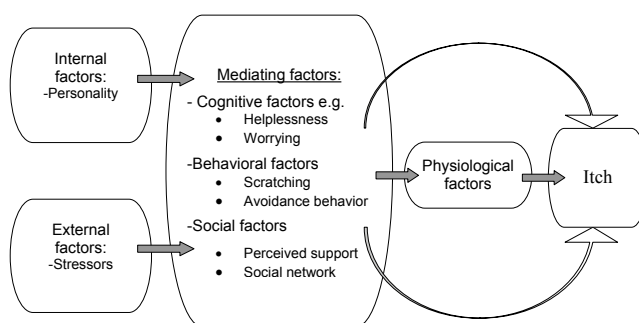 Internal
factors:
-Personality
External
factors:
-Stressors
Mediating factors:
- Cognitive factors e.g.
• Helplessness
• Worrying
-Behavioral factors
• Scratching
• Avoidance behavior
-Social factors
• Perceived support
• Social network
Physiological
factors
Itch